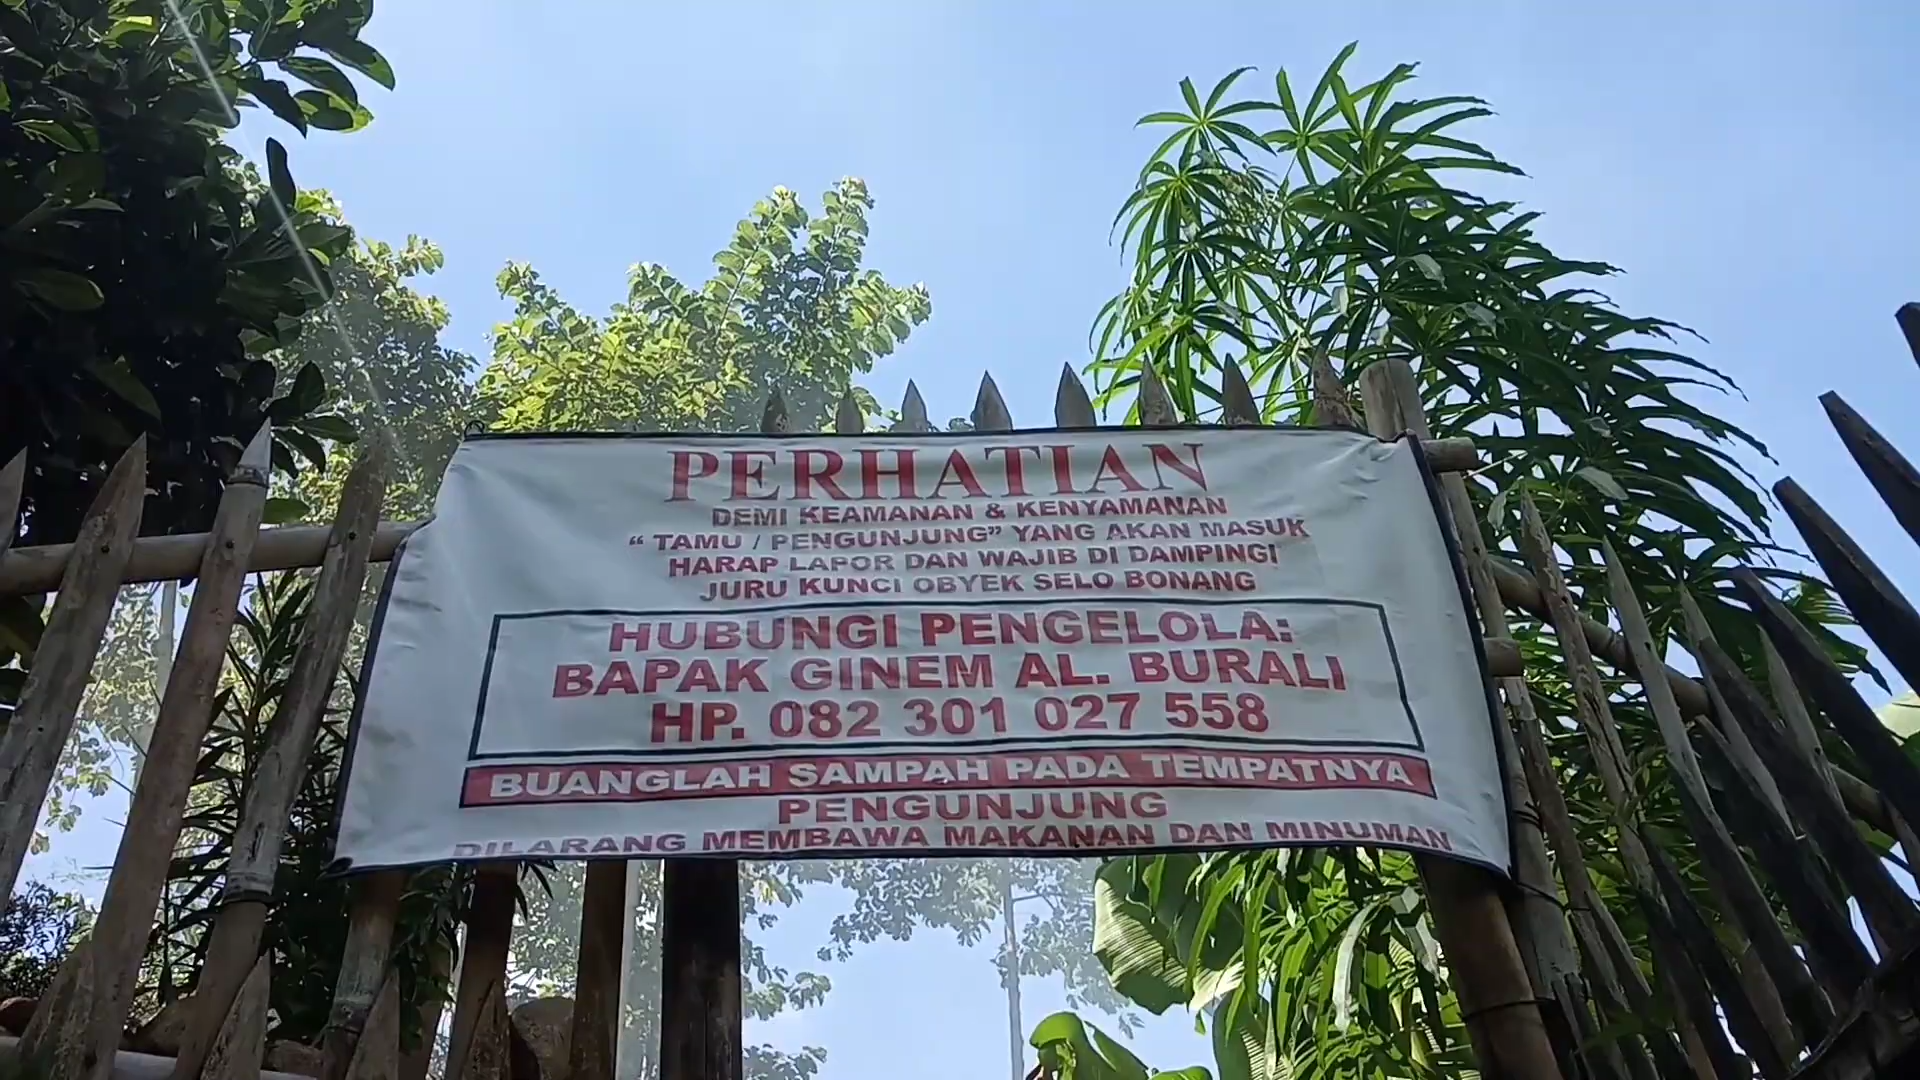 PERHATIAN
DEMI KEAMANAN & KENYAMANAN
“ TAMU / PENGUNJUNG” YANG AKAN MASUK
HARAP LAPOR DAN WAJIB DI DAMPINGI
JURU KUNCI OBYEK SELO BONANG
HUBUNGI PENGELOLA:
BAPAK GINEM AL. BURALI
HP. 082 301 027 558
BUANGLAH SAMPAH PADA TEMPATNYA
PENGUNJUNG
DILARANG MEMBAWA MAKANAN DAN MINUMAN